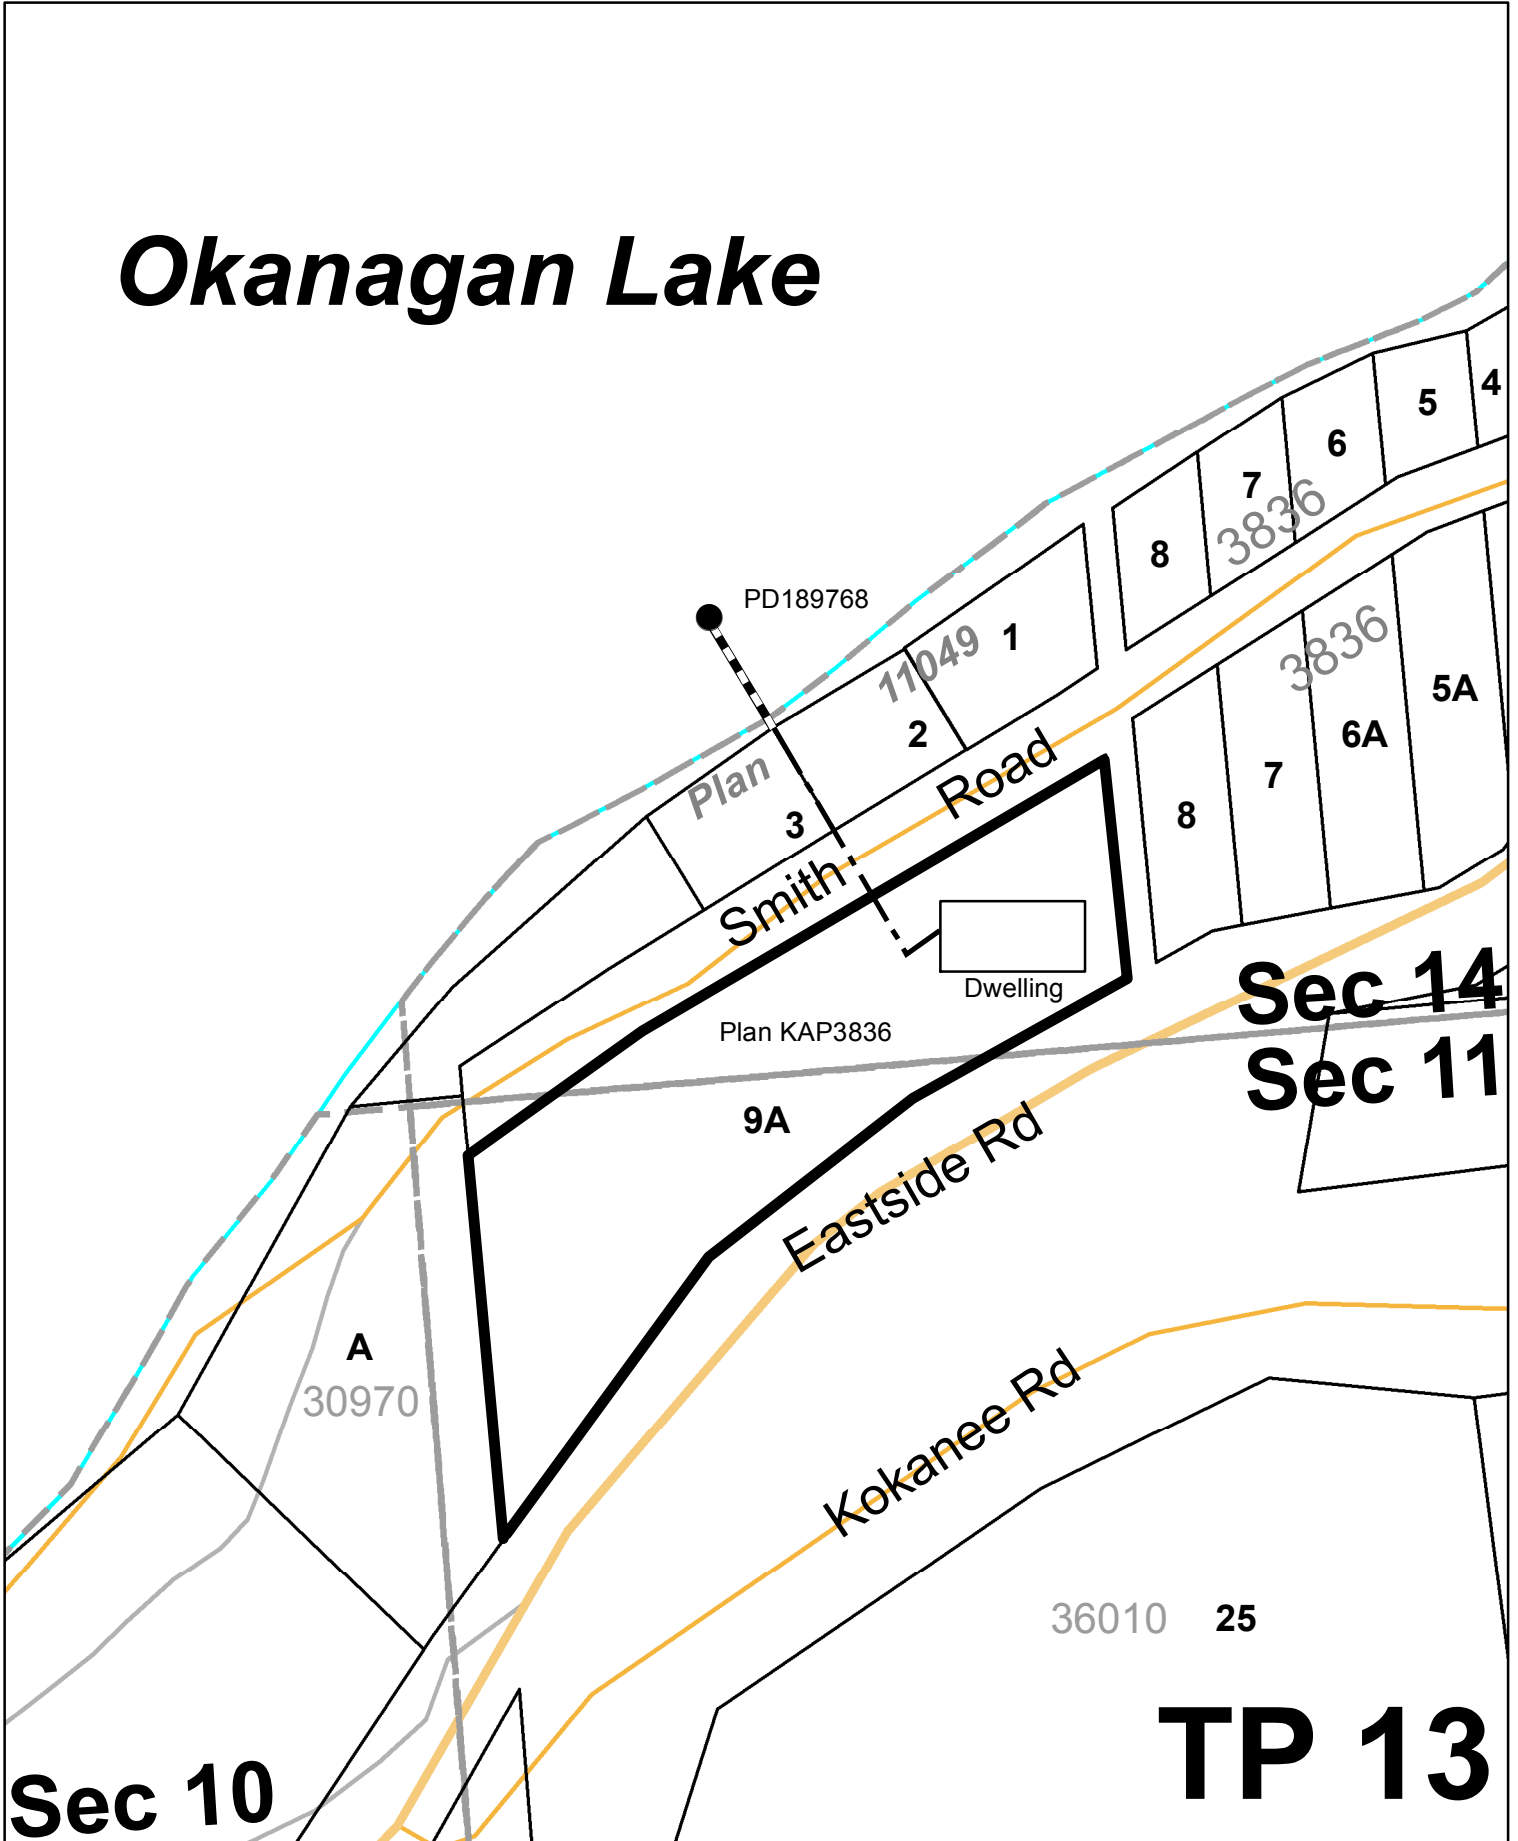 Okanagan Lake
4
5
6
7
3836
8
PD189768
1
11049
2
3836
5A
6A
7
8
Plan
3
Road
Smith
Dwelling
Plan KAP3836
Sec 14
Sec 11
9A
Eastside Rd
A
30970
Kokanee Rd
36010 25
TP 13
Sec 10